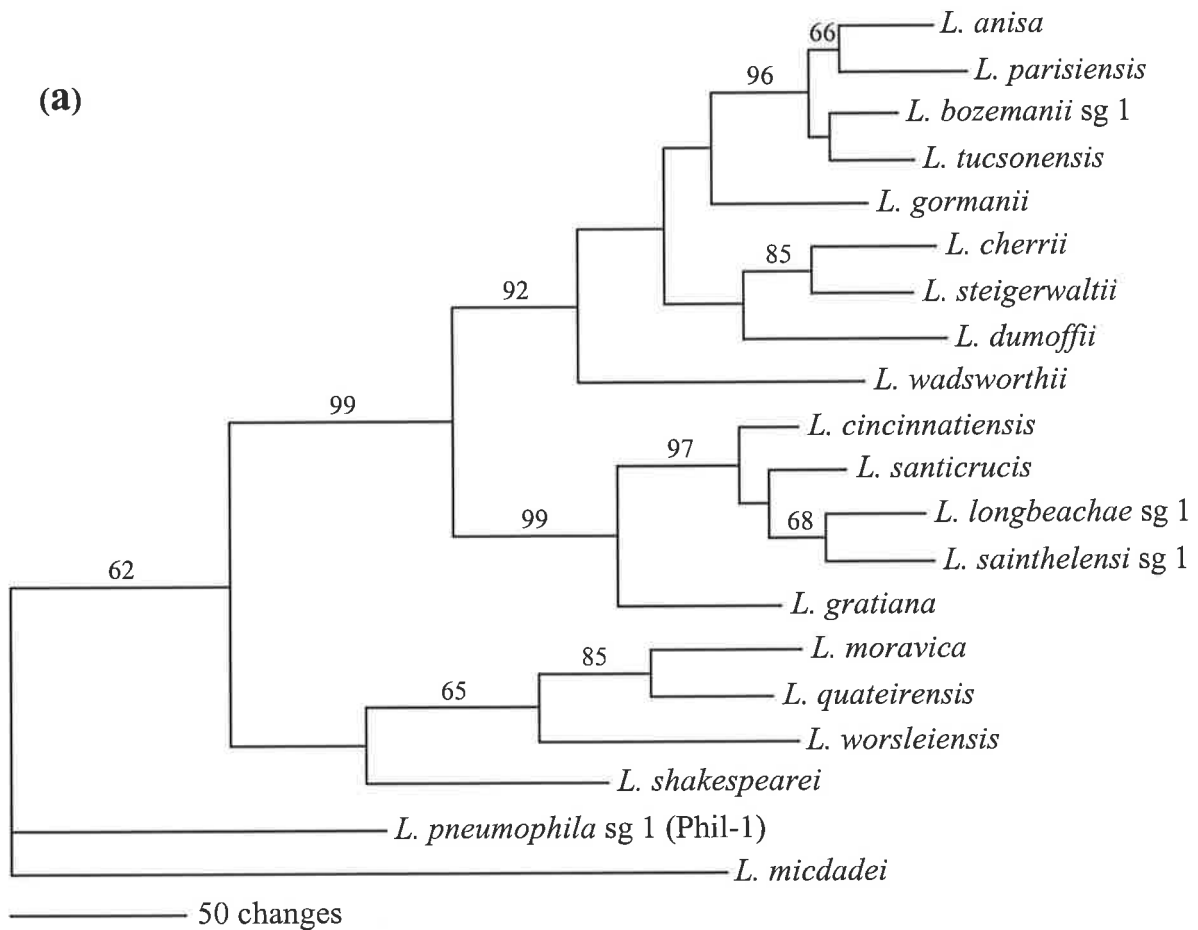 (a)
66
L. anisa
L. parisiensis
96
L. bozemanii sg 1
L. tucsonensis
L. gormanii
L. cherrii
85
L. steigerwaltii
L. dumoffii
92
L. wadsworthii
99
L. cincinnatiensis
97
L. santicrucis
L. longbeachae sg 1
68
99
L. sainthelensi sg 1
L. gratiana
62
L. moravica
85
L. quateirensis
65
L. worsleiensis
L. shakespearei
L. pneumophila sg 1 (Phil-1)
L. micdadei
50 changes